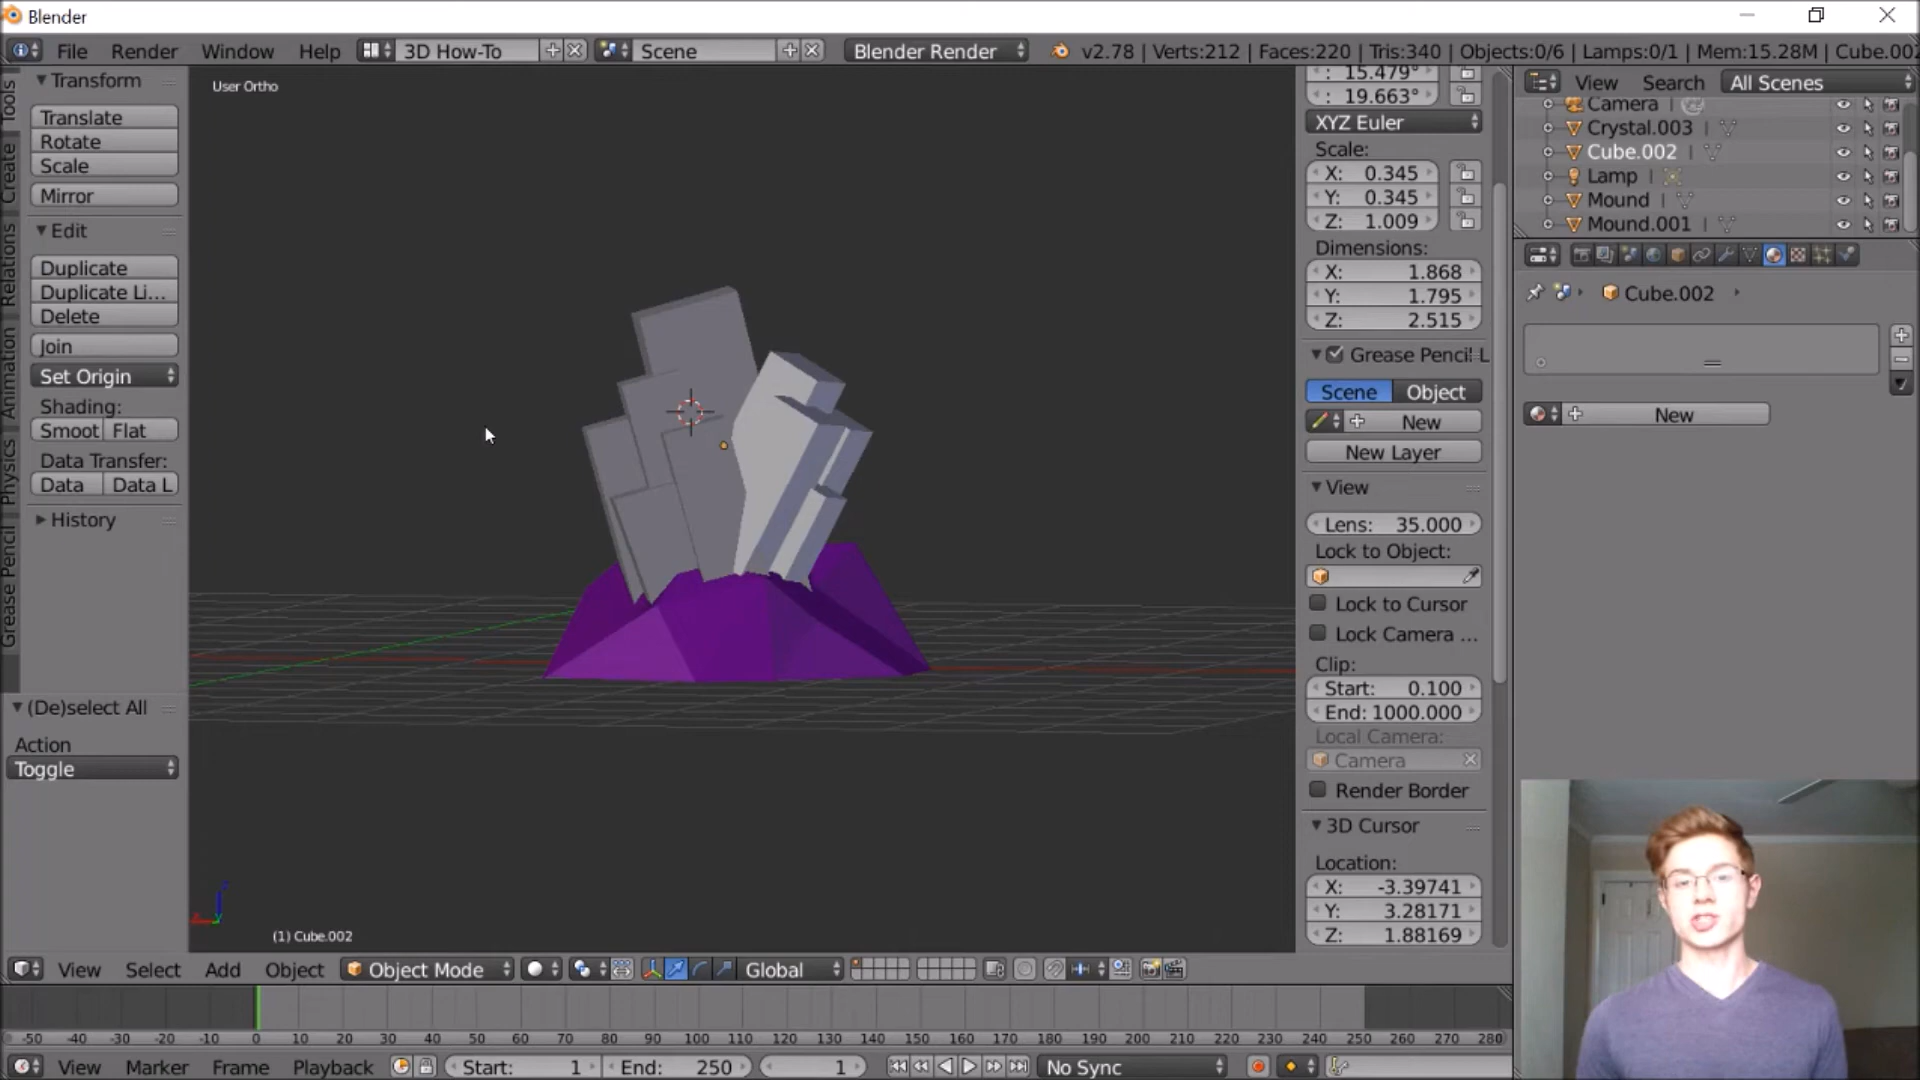 Blender
File Render Window Help 3D How-To Scene Blender Render v2.78 | Verts:212 | Faces:220 | Tris:340 | Objects:0/6 | Lamps:0/1 | Mem:15.28M | Cube.002
Tools
Create
Relations
Animation
Physics
Grease Pencil
Transform
Translate
Rotate
Scale
Mirror
Edit
Duplicate
Duplicate Li...
Delete
Join
Set Origin
Shading:
Smoot Flat
Data Transfer:
Data Data L
History
(De)select All
Action
Toggle
User Ortho
(1) Cube.002
: 15.479°
: 19.663°
XYZ Euler
Scale:
X: 0.345
Y: 0.345
Z: 1.009
Dimensions:
X: 1.868
Y: 1.795
Z: 2.515
Grease Pencil L
Scene Object
New
New Layer
View
Lens: 35.000
Lock to Object:
Lock to Cursor
Lock Camera ...
Clip:
Start: 0.100
End: 1000.000
Local Camera:
Camera
Render Border
3D Cursor
Location:
X: -3.39741
Y: 3.28171
Z: 1.88169
View Search All Scenes
Camera
Crystal.003
Cube.002
Lamp
Mound
Mound.001
Cube.002
New
View Select Add Object Object Mode Global
-50 -40 -30 -20 -10 0 10 20 30 40 50 60 70 80 90 100 110 120 130 140 150 160 170 180 190 200 210 220 230 240 250 260 270 280
View Marker Frame Playback Start: 1 End: 250 1 No Sync